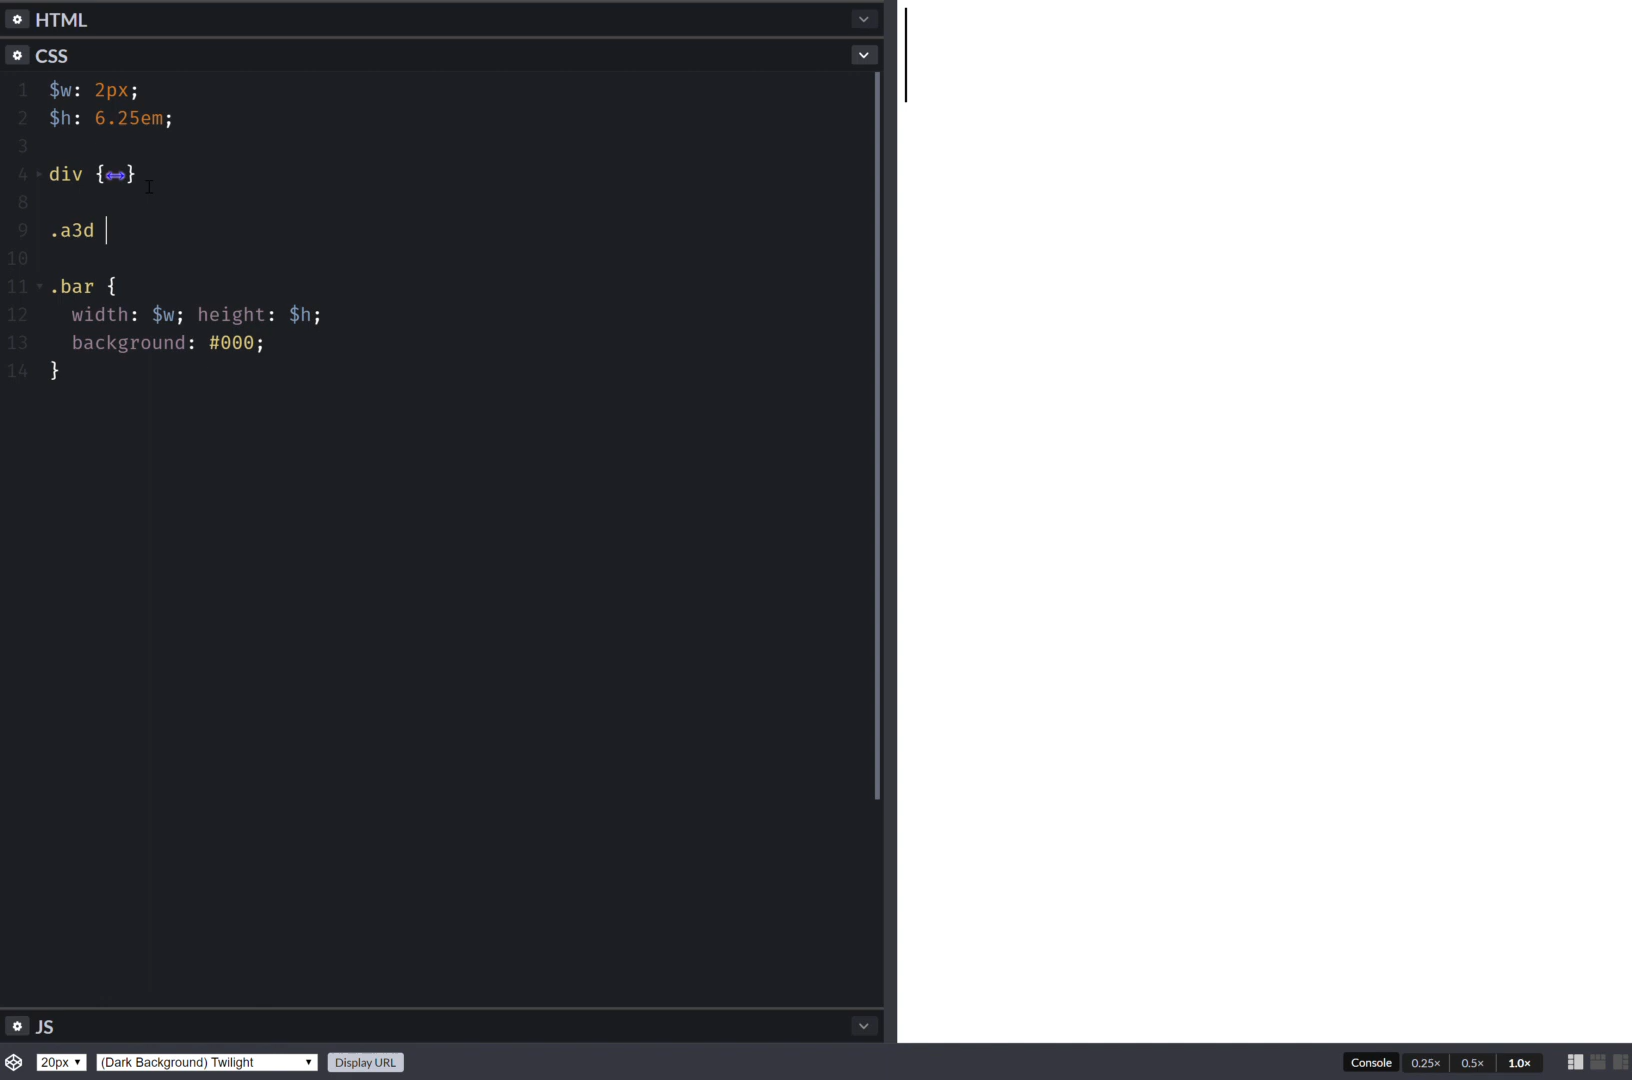 HTML
CSS
1 $w: 2px;
2 $h: 6.25em;
3
4 div {↔}
8
9 .a3d
10
11 .bar {
12 width: $w; height: $h;
13 background: #000;
14 }
JS
20px (Dark Background) Twilight Display URL Console 0.25× 0.5× 1.0×